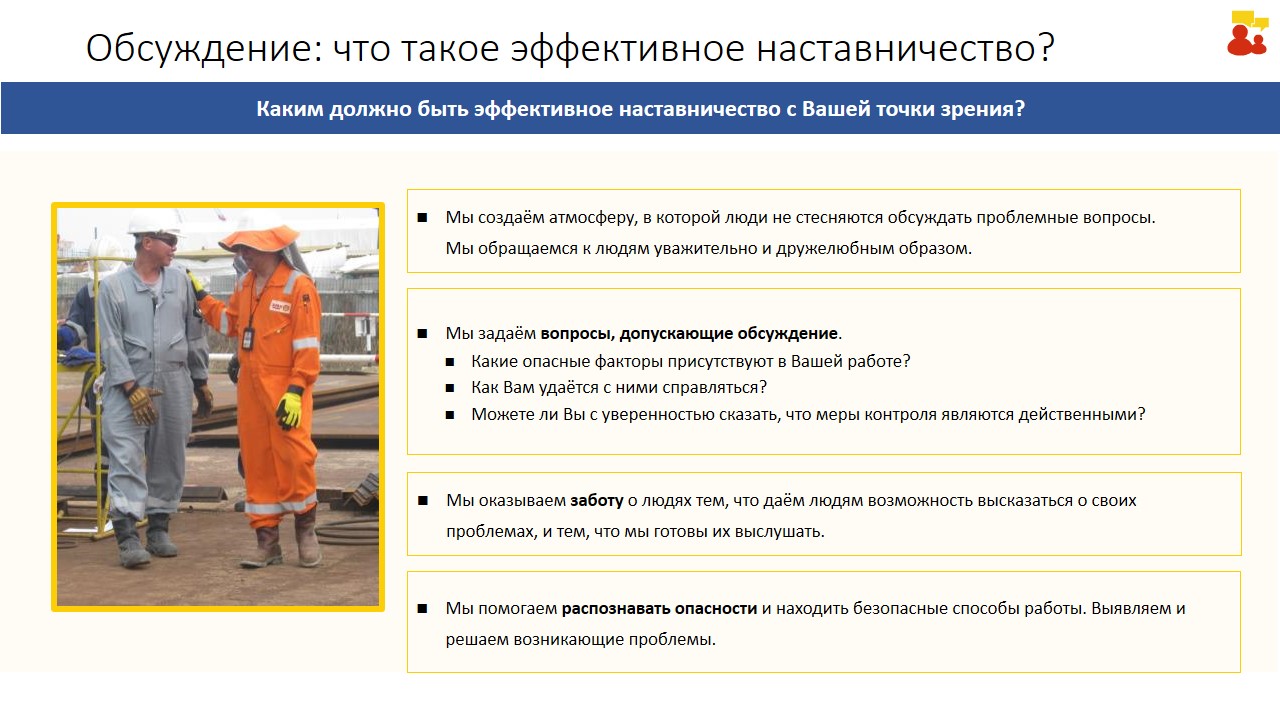 Обсуждение: что такое эффективное наставничество?
Каким должно быть эффективное наставничество с Вашей точки зрения?
■ Мы создаём атмосферу, в которой люди не стесняются обсуждать проблемные вопросы.
Мы обращаемся к людям уважительно и дружелюбным образом.
■ Мы задаём вопросы, допускающие обсуждение.
■ Какие опасные факторы присутствуют в Вашей работе?
■ Как Вам удаётся с ними справляться?
■ Можете ли Вы с уверенностью сказать, что меры контроля являются действенными?
■ Мы оказываем заботу о людях тем, что даём людям возможность высказаться о своих
проблемах, и тем, что мы готовы их выслушать.
■ Мы помогаем распознавать опасности и находить безопасные способы работы. Выявляем и
решаем возникающие проблемы.